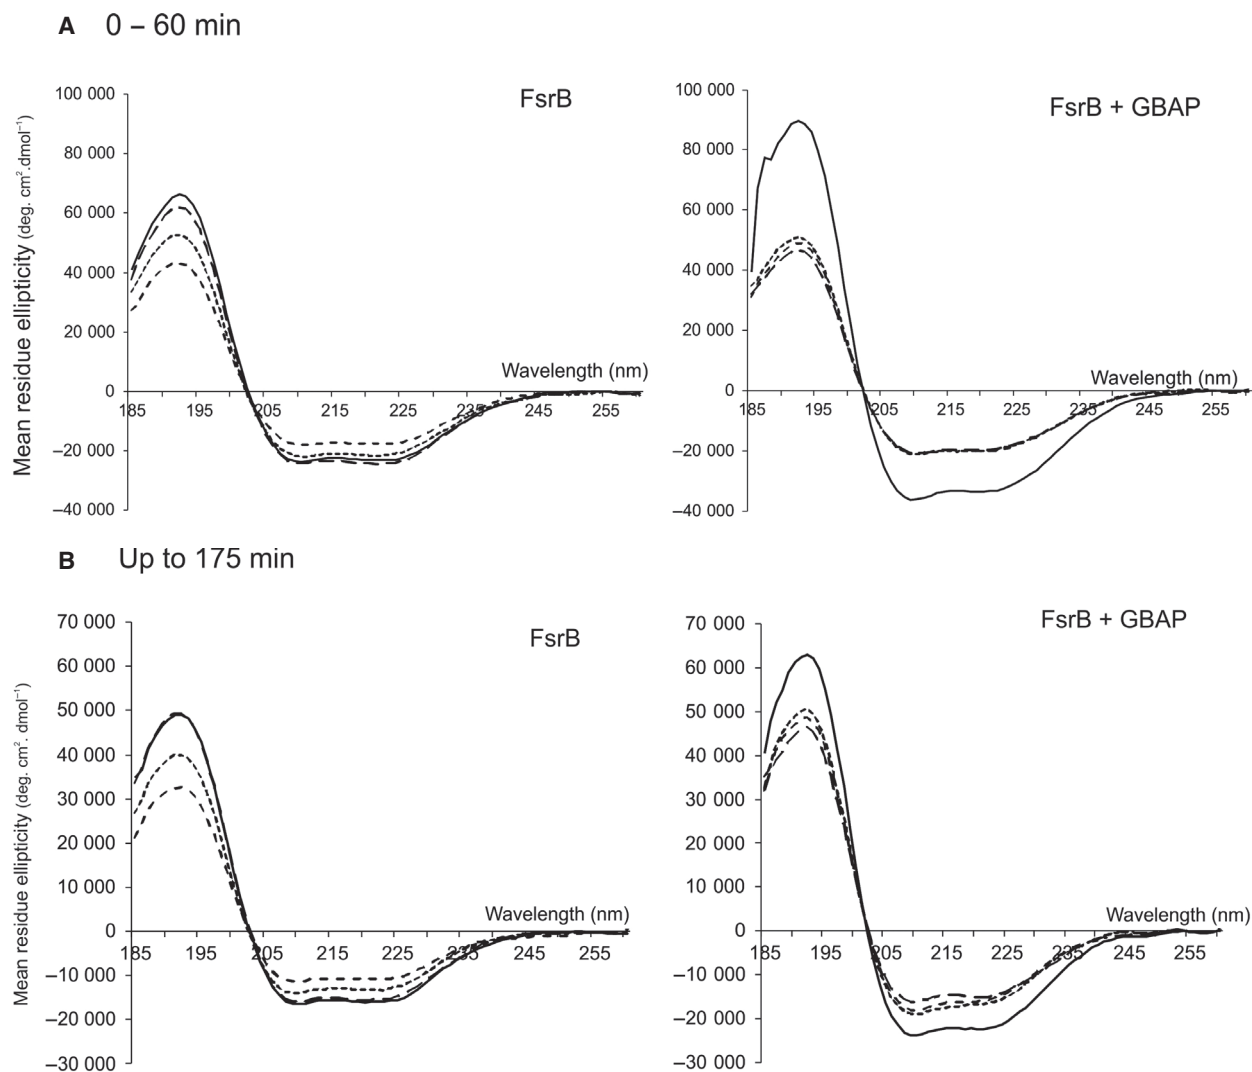 A 0 – 60 min
FsrB
FsrB + GBAP
Mean residue ellipticity (deg. cm2.dmol–1)
100 000
80 000
60 000
40 000
20 000
0
–20 000
–40 000
Wavelength (nm)
185 195 205 215 225 235 245 255
100 000
80 000
60 000
40 000
20 000
0
–20 000
–40 000
Wavelength (nm)
185 195 205 215 225 235 245 255
B Up to 175 min
FsrB
FsrB + GBAP
Mean residue ellipticity (deg. cm2. dmol–1)
70 000
60 000
50 000
40 000
30 000
20 000
10 000
0
–10 000
–20 000
–30 000
Wavelength (nm)
185 195 205 215 225 235 245 255
70 000
60 000
50 000
40 000
30 000
20 000
10 000
0
–10 000
–20 000
–30 000
Wavelength (nm)
185 195 205 215 225 235 245 255